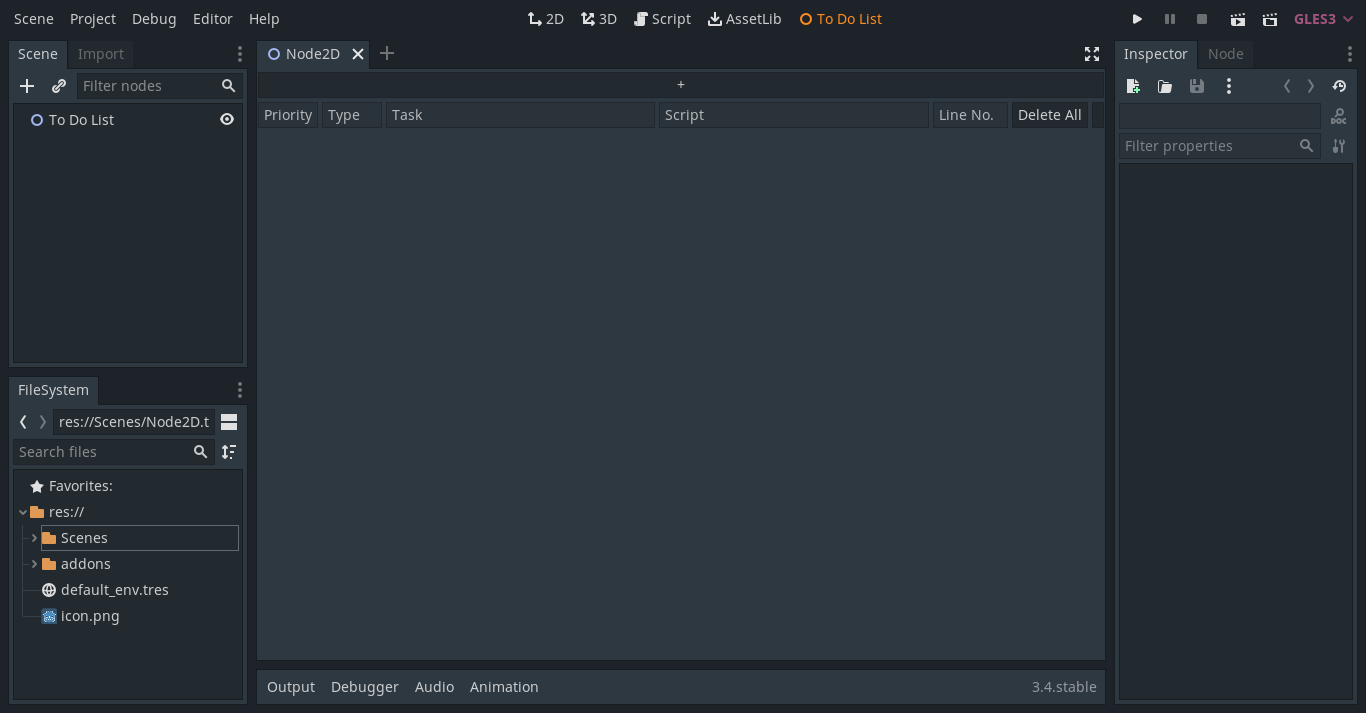 Scene Project Debug Editor Help 2D 3D Script AssetLib To Do List GLES3
Scene Import Node2D Inspector Node
Filter nodes
+
Priority Type Task Script Line No. Delete All
To Do List
DOC
Filter properties
FileSystem
res://Scenes/Node2D.t
Search files
Favorites:
res://
Scenes
addons
default_env.tres
icon.png
Output Debugger Audio Animation 3.4.stable